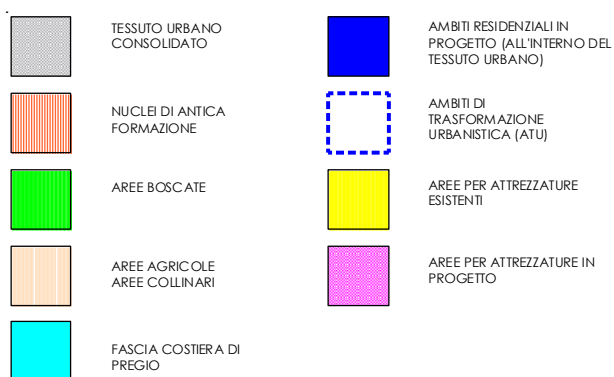 TESSUTO URBANO
CONSOLIDATO
NUCLEI DI ANTICA
FORMAZIONE
AREE BOSCATE
AREE AGRICOLE
AREE COLLINARI
FASCIA COSTIERA DI
PREGIO
AMBITI RESIDENZIALI IN
PROGETTO (ALL'INTERNO DEL
TESSUTO URBANO)
AMBITI DI
TRASFORMAZIONE
URBANISTICA (ATU)
AREE PER ATTREZZATURE
ESISTENTI
AREE PER ATTREZZATURE IN
PROGETTO